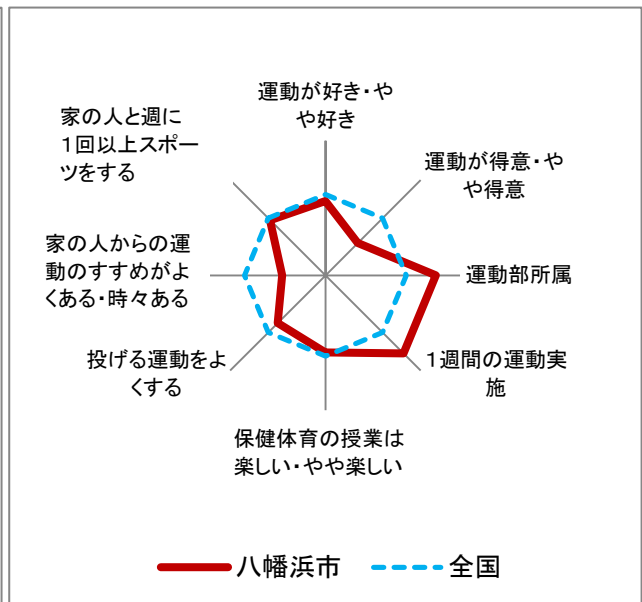 運動が好き・や
や好き
運動が得意・や
や得意
運動部所属
１週間の運動実
施
保健体育の授業は
楽しい・やや楽しい
投げる運動をよ
くする
家の人からの運
動のすすめがよ
くある・時々ある
家の人と週に
１回以上スポー
ツをする
八幡浜市
全国